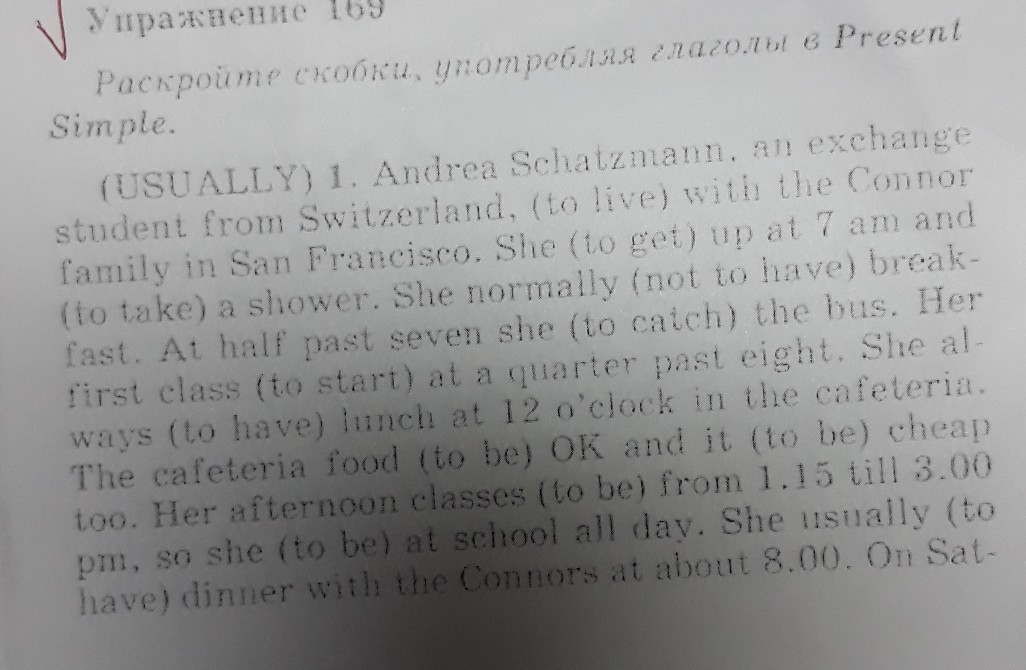 Упражнение 169
Раскройте скобки, употребляя глаголы в Present
Simple.
(USUALLY) 1. Andrea Schatzmann, an exchange
student from Switzerland, (to live) with the Connor
family in San Francisco. She (to get) up at 7 am and
(to take) a shower. She normally (not to have) break-
fast. At half past seven she (to catch) the bus. Her
first class (to start) at a quarter past eight. She al-
ways (to have) lunch at 12 o'clock in the cafeteria.
The cafeteria food (to be) OK and it (to be) cheap
too. Her afternoon classes (to be) from 1.15 till 3.00
pm, so she (to be) at school all day. She usually (to
have) dinner with the Connors at about 8.00. On Sat-